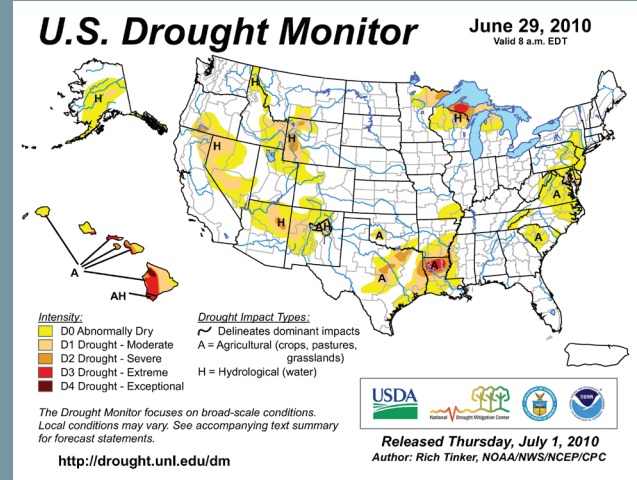 U.S. Drought Monitor
June 29, 2010
Valid 8 a.m. EDT
H
H
H
H
H
H
AH
A
A
A
A
A
A
AH
Intensity:
D0 Abnormally Dry
D1 Drought - Moderate
D2 Drought - Severe
D3 Drought - Extreme
D4 Drought - Exceptional
Drought Impact Types:
Delineates dominant impacts
A = Agricultural (crops, pastures,
grasslands)
H = Hydrological (water)
The Drought Monitor focuses on broad-scale conditions.
Local conditions may vary. See accompanying text summary
for forecast statements.
http://drought.unl.edu/dm
USDA
National Drought Mitigation Center
NOAA
Released Thursday, July 1, 2010
Author: Rich Tinker, NOAA/NWS/NCEP/CPC